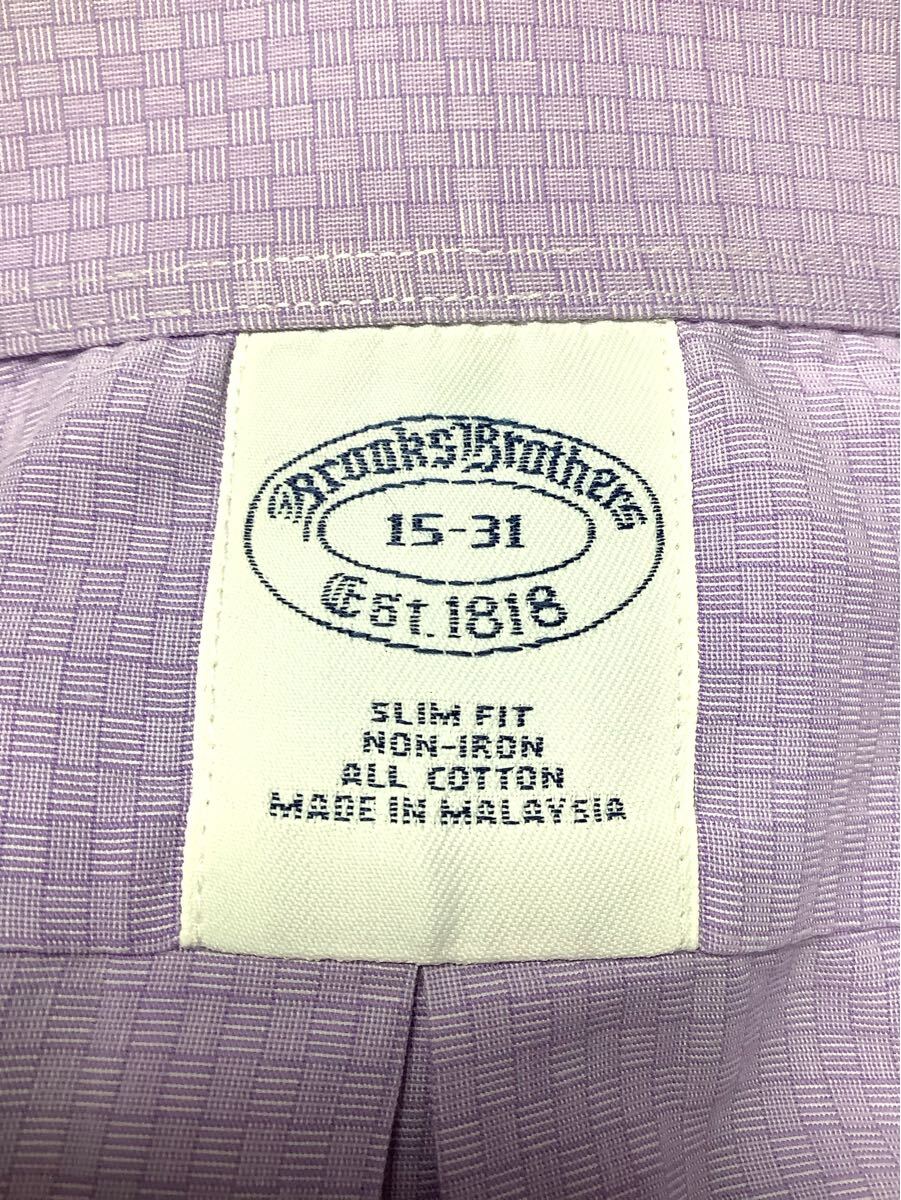 Brooks Brothers
15-31
Est. 1818
SLIM FIT
NON-IRON
ALL COTTON
MADE IN MALAYSIA